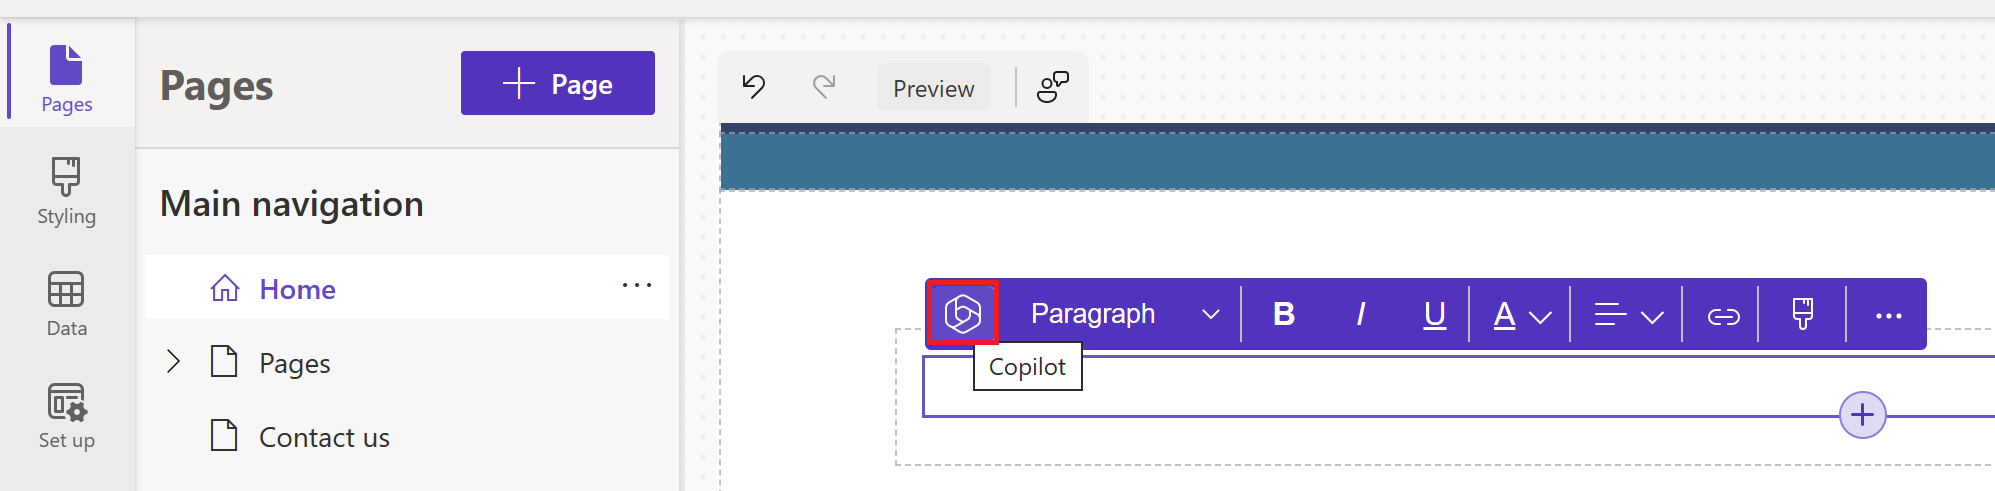 Pages
Styling
Data
Set up
Pages
Page
Main navigation
Home
Pages
Contact us
Preview
Paragraph
B
I
U
A
Copilot